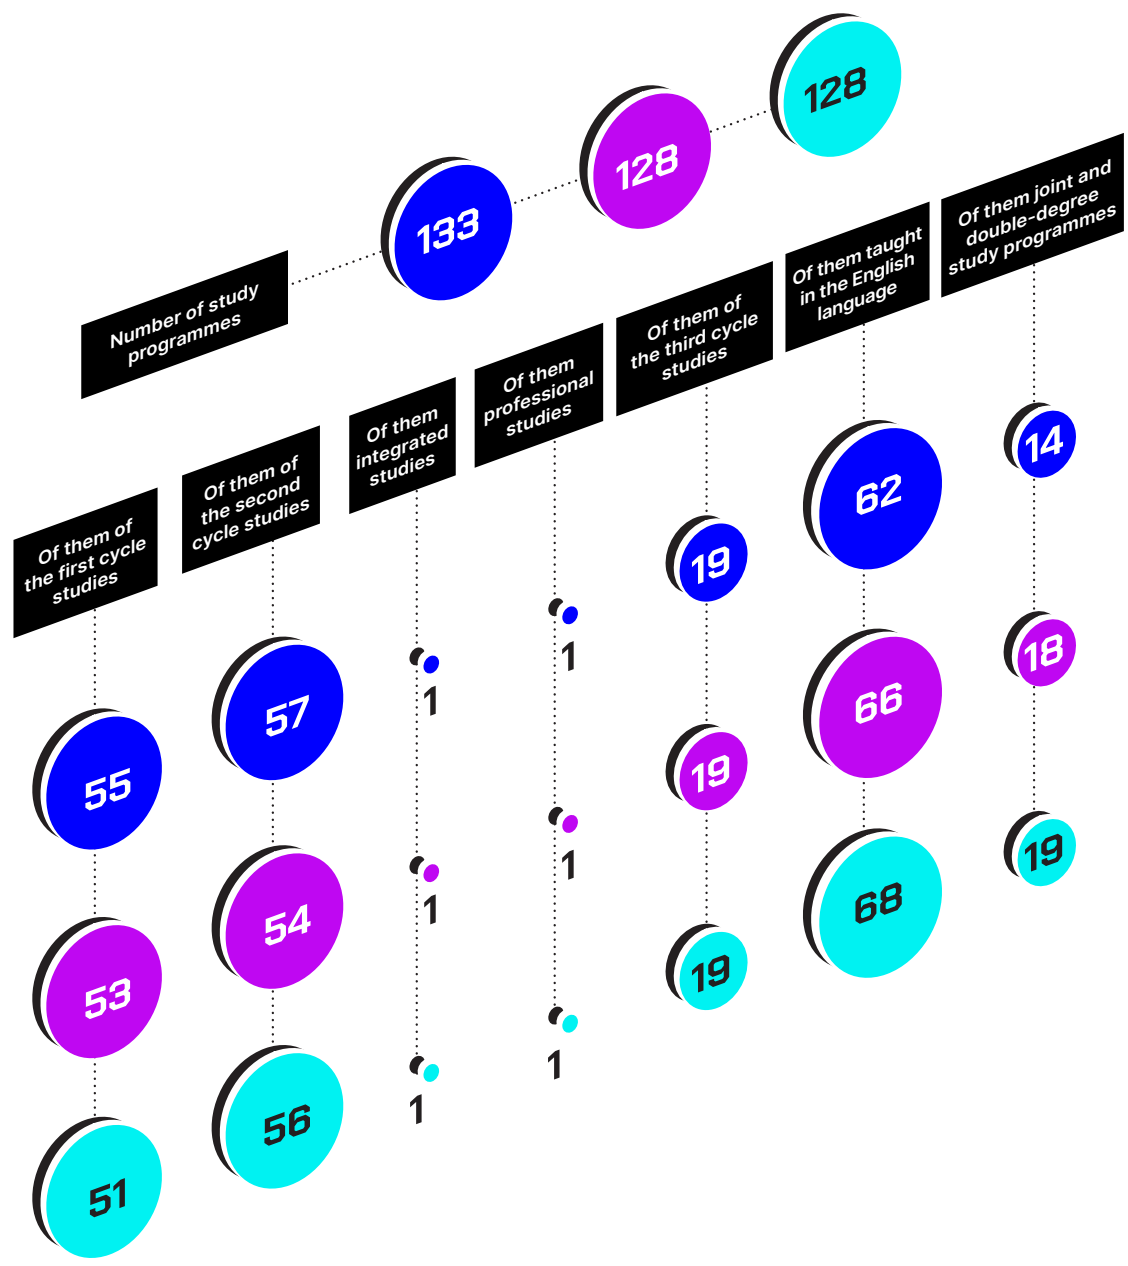 128
128
133
Number of study
programmes
Of them joint and
double-degree
study programmes
14
18
19
Of them taught
in the English
language
62
66
68
Of them of
the third cycle
studies
19
19
19
Of them
professional
studies
1
1
1
Of them
integrated
studies
1
1
1
Of them of
the second
cycle studies
57
54
56
Of them of
the first cycle
studies
55
53
51